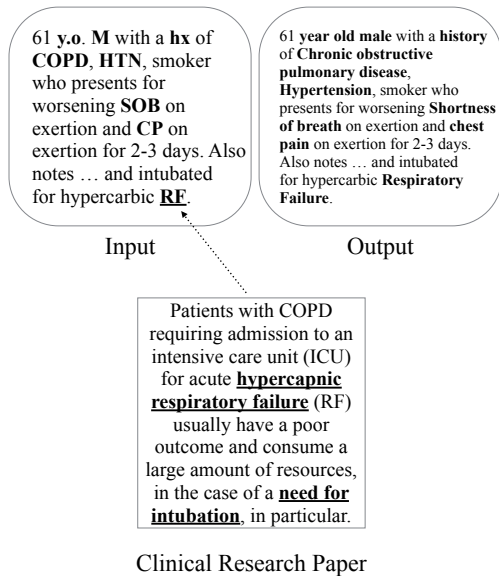 61 y.o. M with a hx of
COPD, HTN, smoker
who presents for
worsening SOB on
exertion and CP on
exertion for 2-3 days. Also
notes … and intubated
for hypercarbic RF.
Input
61 year old male with a history
of Chronic obstructive
pulmonary disease,
Hypertension, smoker who
presents for worsening Shortness
of breath on exertion and chest
pain on exertion for 2-3 days.
Also notes … and intubated
for hypercarbic Respiratory
Failure.
Output
Patients with COPD
requiring admission to an
intensive care unit (ICU)
for acute hypercapnic
respiratory failure (RF)
usually have a poor
outcome and consume a
large amount of resources,
in the case of a need for
intubation, in particular.
Clinical Research Paper